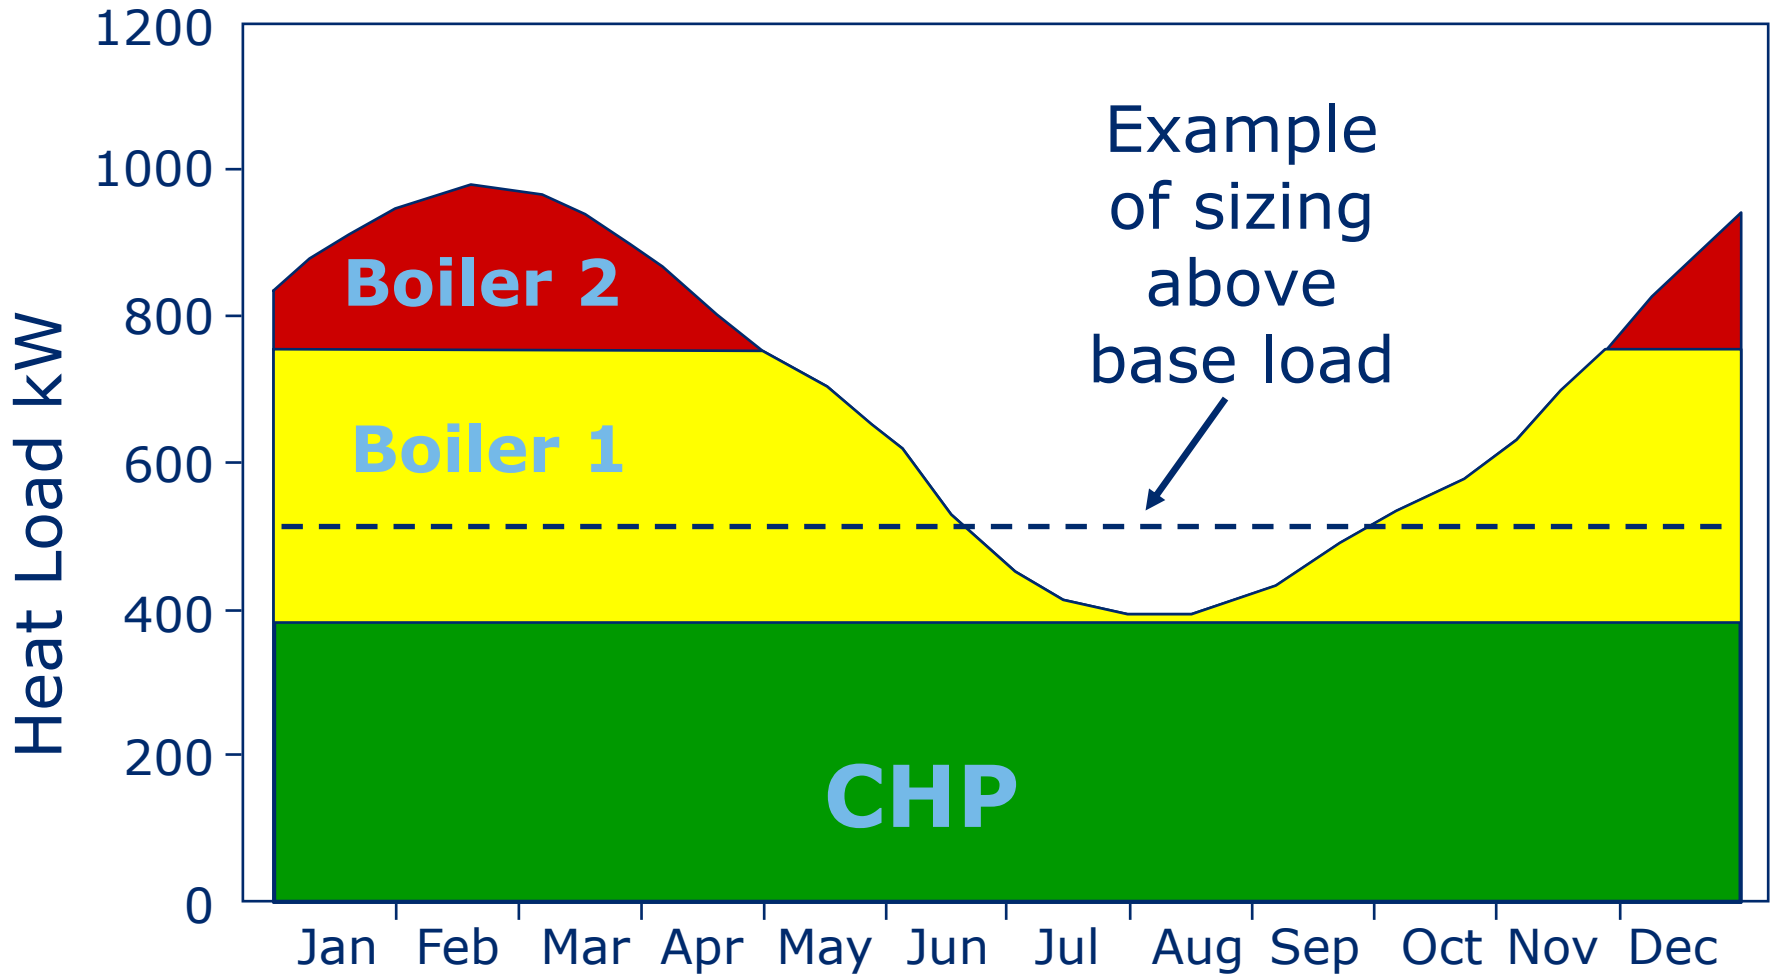 1200
1000
800
600
400
200
0
Heat Load kW
Example
of sizing
above
base load
Boiler 2
Boiler 1
CHP
Jan Feb Mar Apr May Jun Jul Aug Sep Oct Nov Dec